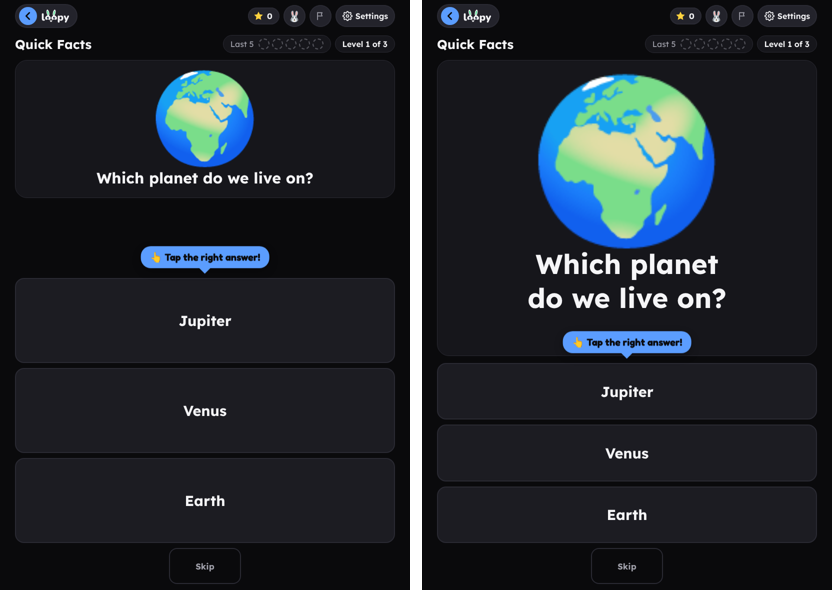 loopy
0
Settings
Quick Facts
Last 5
Level 1 of 3
Which planet do we live on?
Tap the right answer!
Jupiter
Venus
Earth
Skip
loopy
0
Settings
Quick Facts
Last 5
Level 1 of 3
Which planet
do we live on?
Tap the right answer!
Jupiter
Venus
Earth
Skip